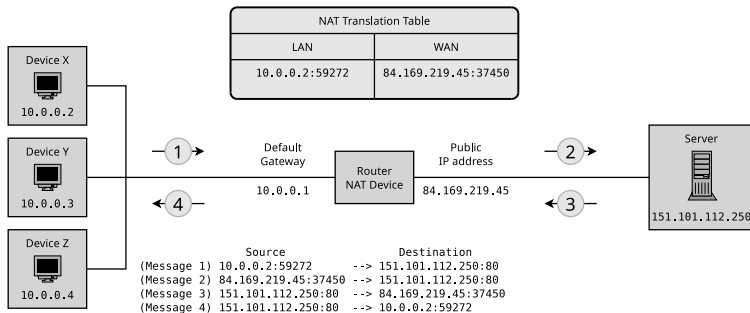 NAT Translation Table
LAN WAN
10.0.0.2:59272 84.169.219.45:37450
Device X
10.0.0.2
Device Y
10.0.0.3
Device Z
10.0.0.4
1
4
Default
Gateway
10.0.0.1
Router
NAT Device
Public
IP address
84.169.219.45
2
3
Server
151.101.112.250
Source Destination
(Message 1) 10.0.0.2:59272 --> 151.101.112.250:80
(Message 2) 84.169.219.45:37450 --> 151.101.112.250:80
(Message 3) 151.101.112.250:80 --> 84.169.219.45:37450
(Message 4) 151.101.112.250:80 --> 10.0.0.2:59272